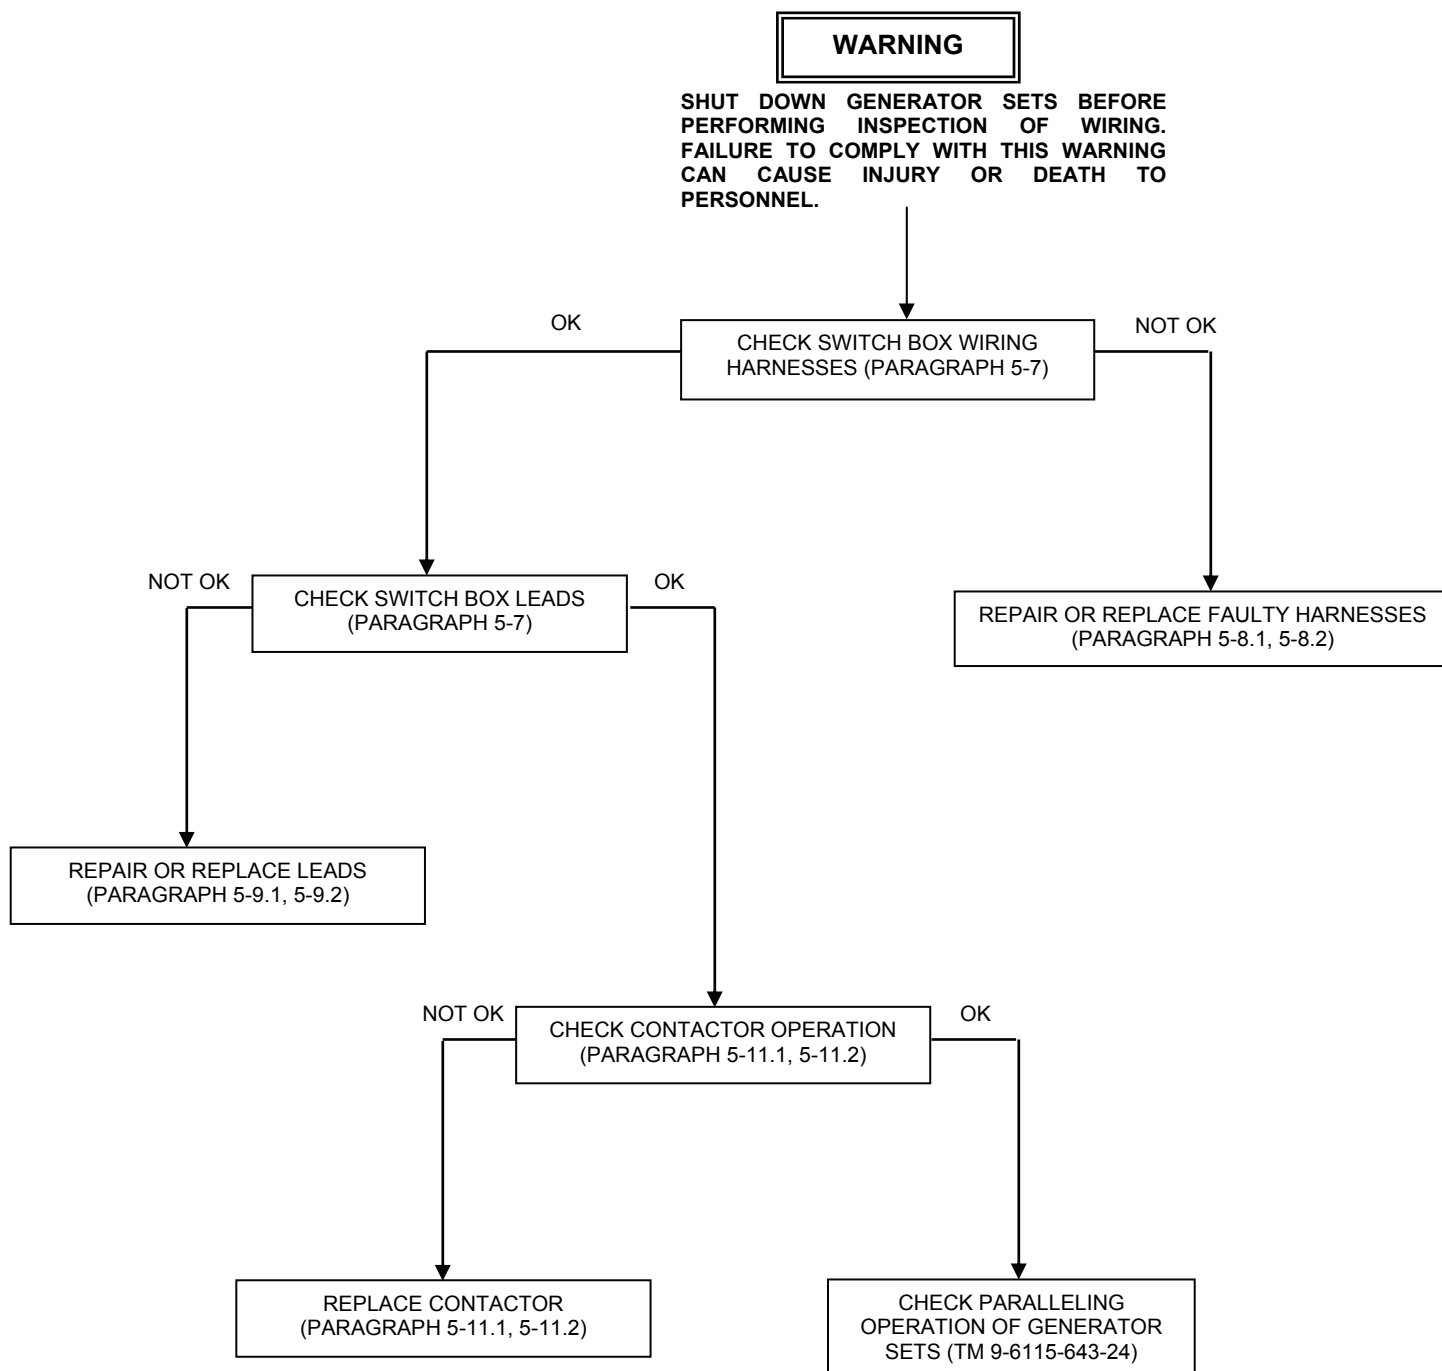 WARNING
SHUT DOWN GENERATOR SETS BEFORE
PERFORMING INSPECTION OF WIRING.
FAILURE TO COMPLY WITH THIS WARNING
CAN CAUSE INJURY OR DEATH TO
PERSONNEL.
OK
NOT OK
CHECK SWITCH BOX WIRING
HARNESSES (PARAGRAPH 5-7)
NOT OK
OK
CHECK SWITCH BOX LEADS
(PARAGRAPH 5-7)
REPAIR OR REPLACE FAULTY HARNESSES
(PARAGRAPH 5-8.1, 5-8.2)
REPAIR OR REPLACE LEADS
(PARAGRAPH 5-9.1, 5-9.2)
NOT OK
OK
CHECK CONTACTOR OPERATION
(PARAGRAPH 5-11.1, 5-11.2)
REPLACE CONTACTOR
(PARAGRAPH 5-11.1, 5-11.2)
CHECK PARALLELING
OPERATION OF GENERATOR
SETS (TM 9-6115-643-24)